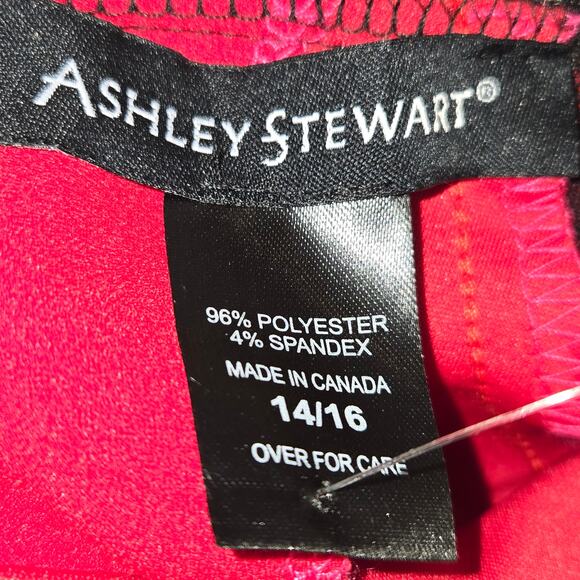 ASHLEY STEWART®
96% POLYESTER
4% SPANDEX
MADE IN CANADA
14/16
OVER FOR CARE